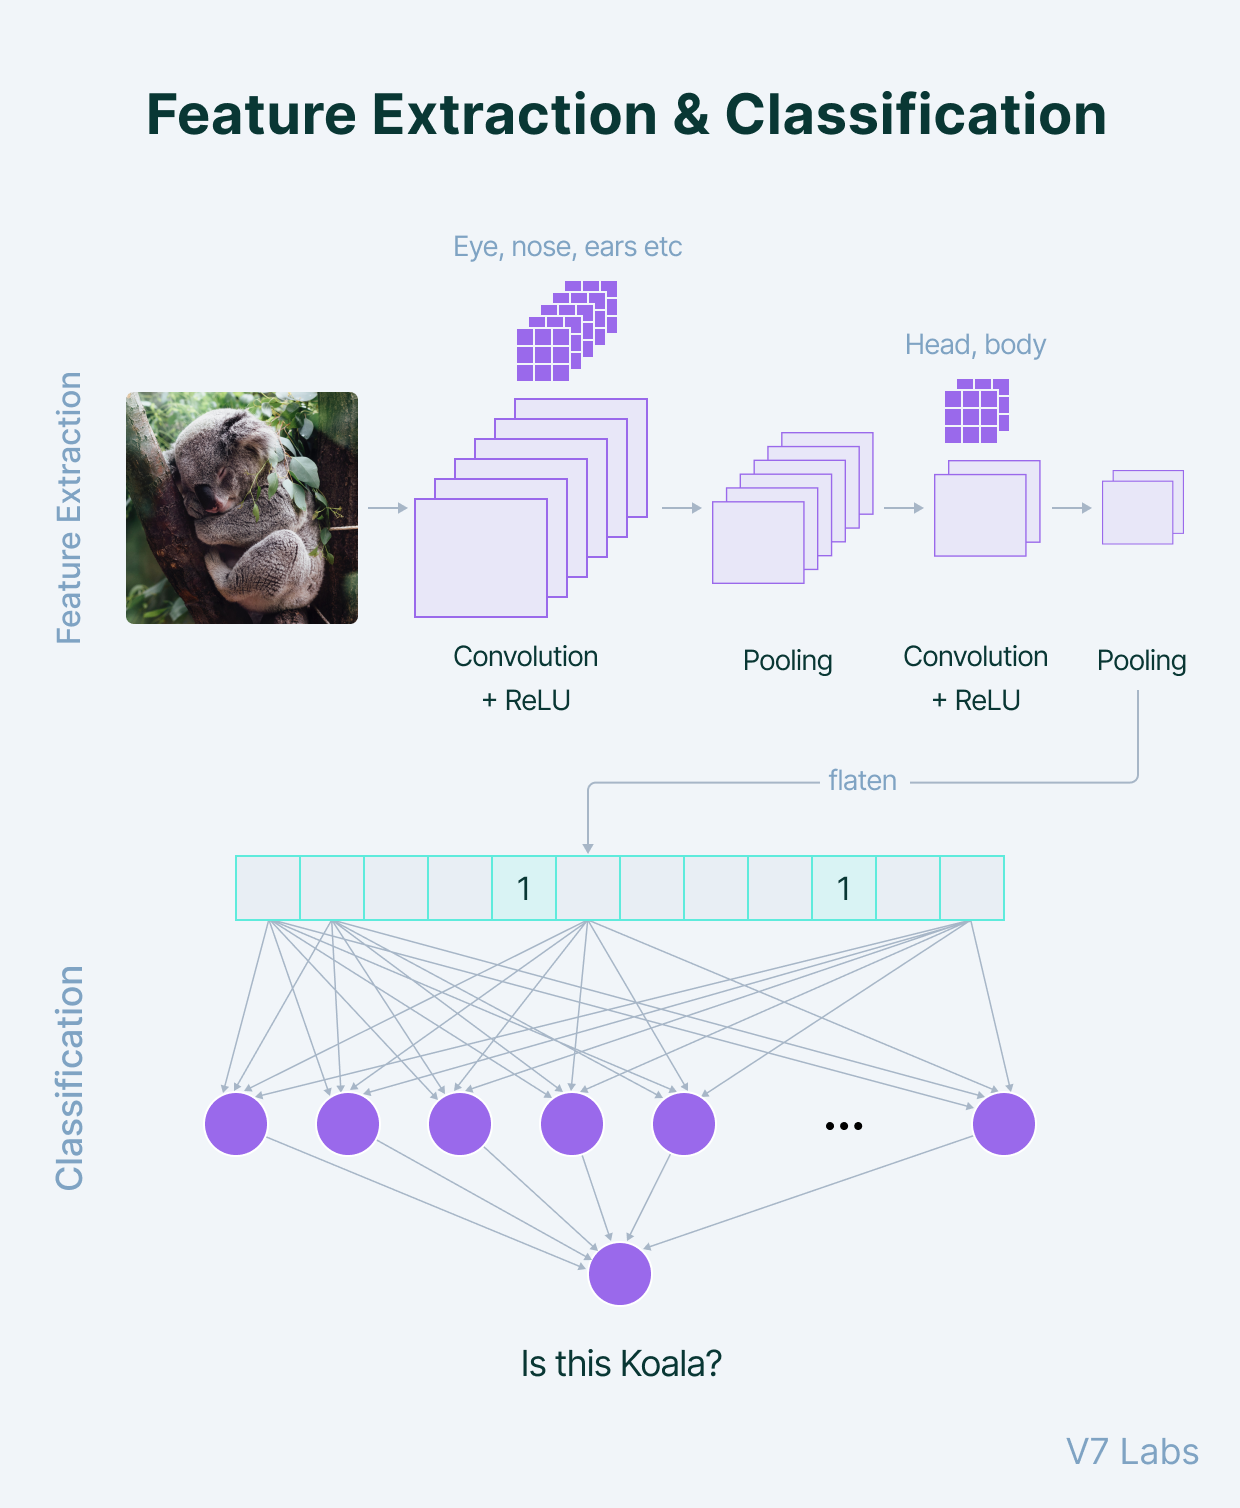 Feature Extraction & Classification
Eye, nose, ears etc
Head, body
Feature Extraction
Convolution
+ ReLU
Pooling
Convolution
+ ReLU
Pooling
flaten
1
1
Classification
...
Is this Koala?
V7 Labs